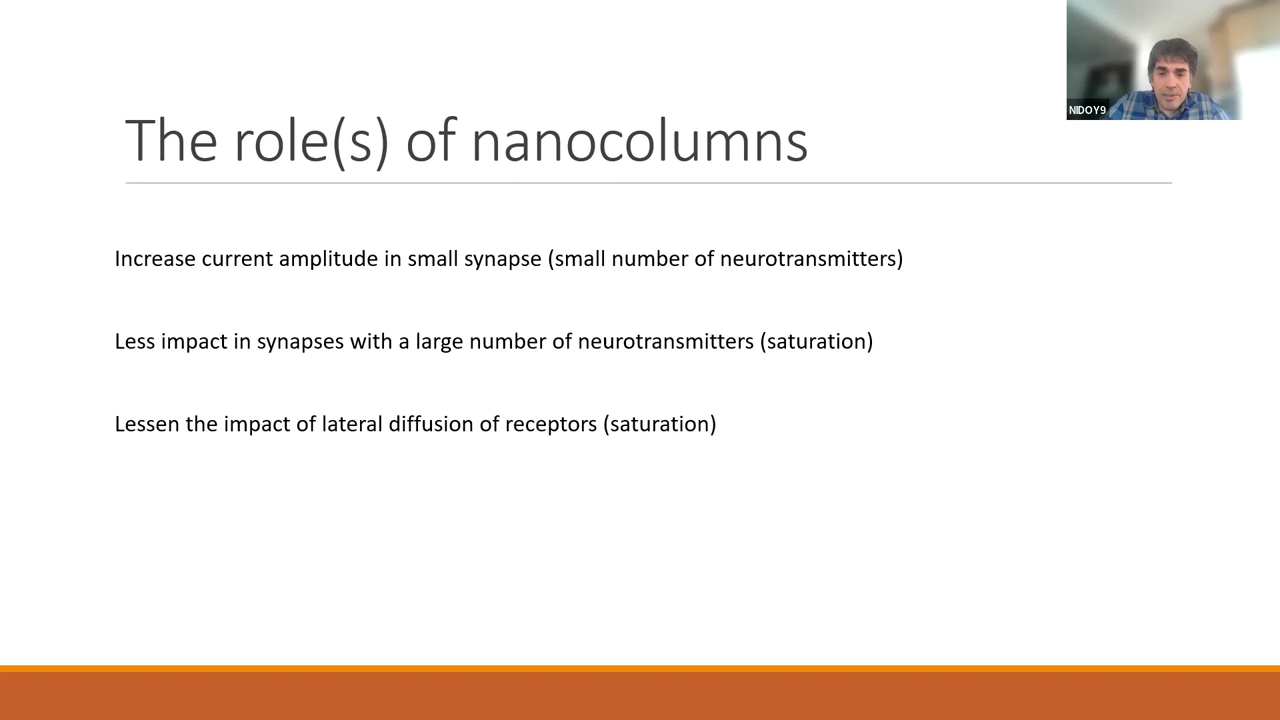 NIDOY9
The role(s) of nanocolumns
Increase current amplitude in small synapse (small number of neurotransmitters)
Less impact in synapses with a large number of neurotransmitters (saturation)
Lessen the impact of lateral diffusion of receptors (saturation)